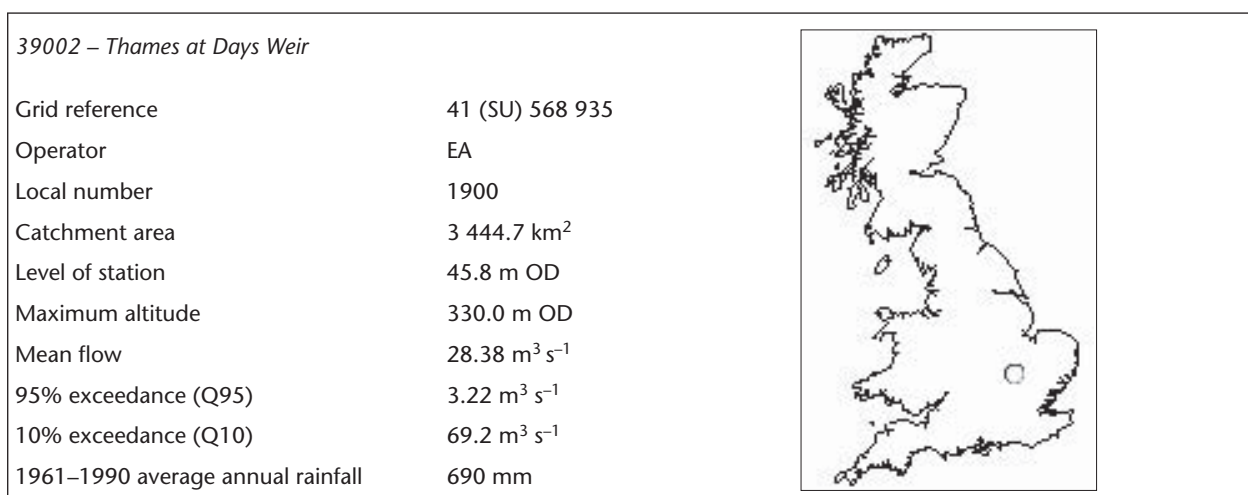 39002 – Thames at Days Weir
Grid reference 41 (SU) 568 935
Operator EA
Local number 1900
Catchment area 3 444.7 km²
Level of station 45.8 m OD
Maximum altitude 330.0 m OD
Mean flow 28.38 m³ s⁻¹
95% exceedance (Q95) 3.22 m³ s⁻¹
10% exceedance (Q10) 69.2 m³ s⁻¹
1961–1990 average annual rainfall 690 mm